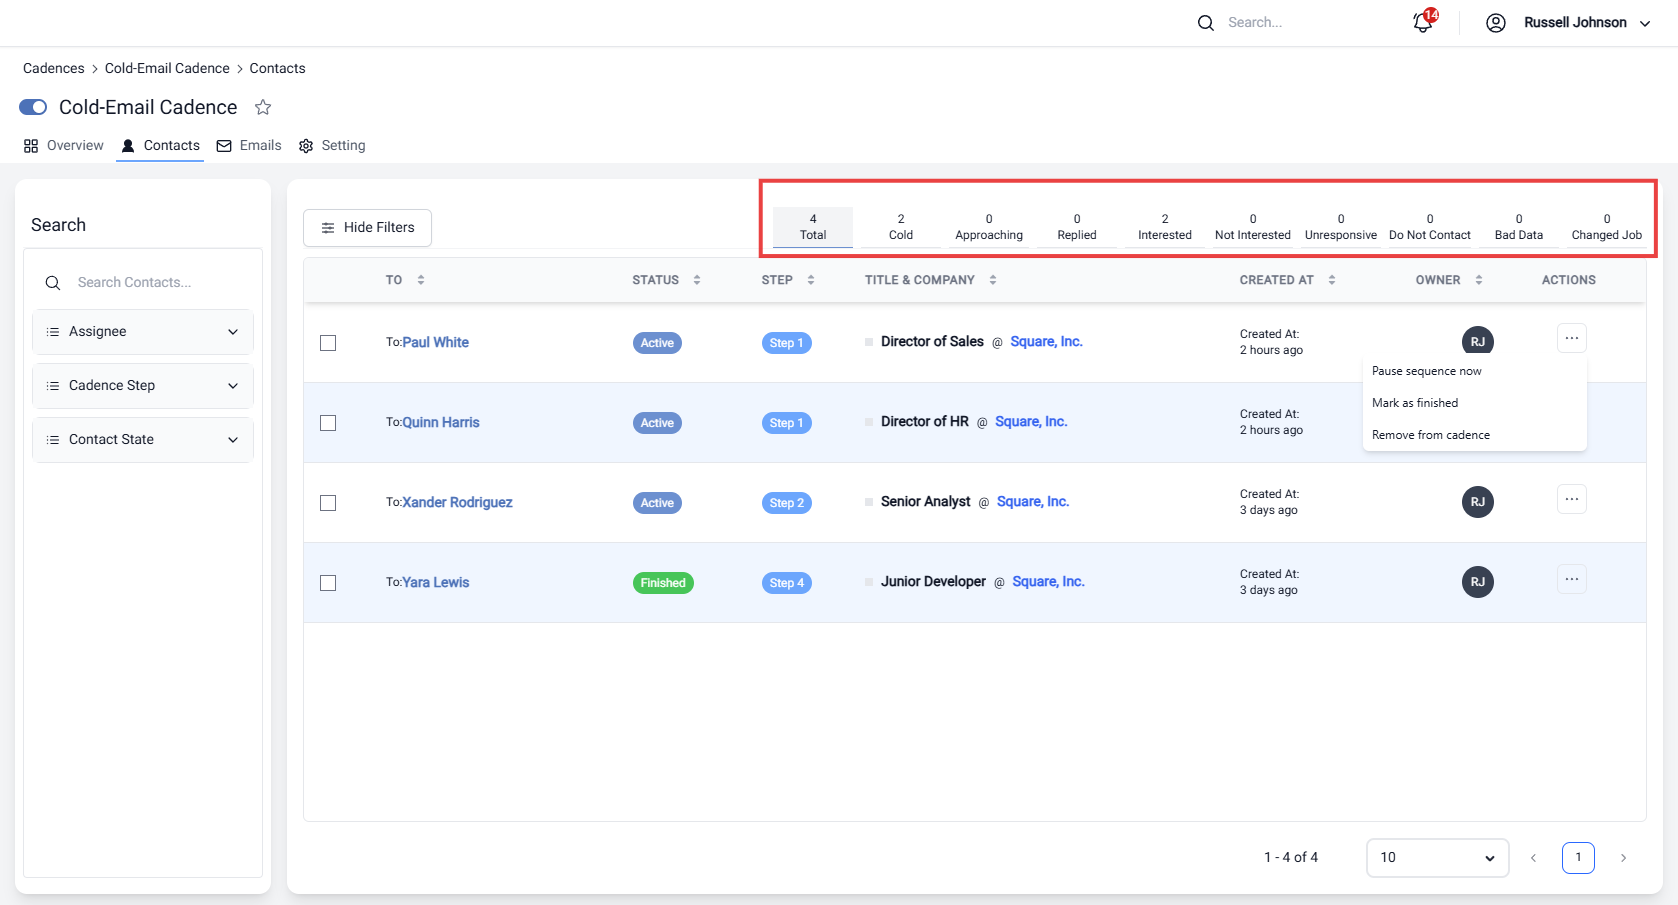 Search...
14
Russell Johnson
Cadences > Cold-Email Cadence > Contacts
Cold-Email Cadence
Overview
Contacts
Emails
Setting
Search
Search Contacts...
Assignee
Cadence Step
Contact State
Hide Filters
4 Total
2 Cold
0 Approaching
0 Replied
2 Interested
0 Not Interested
0 Unresponsive
0 Do Not Contact
0 Bad Data
0 Changed Job
TO STATUS STEP TITLE & COMPANY CREATED AT OWNER ACTIONS
To:Paul White Active Step 1 Director of Sales @ Square, Inc. Created At: RJ ...
2 hours ago
Pause sequence now
Mark as finished
Remove from cadence
To:Quinn Harris Active Step 1 Director of HR @ Square, Inc. Created At:
2 hours ago
To:Xander Rodriguez Active Step 2 Senior Analyst @ Square, Inc. Created At: RJ ...
3 days ago
To:Yara Lewis Finished Step 4 Junior Developer @ Square, Inc. Created At: RJ ...
3 days ago
1 - 4 of 4 10 < 1 >